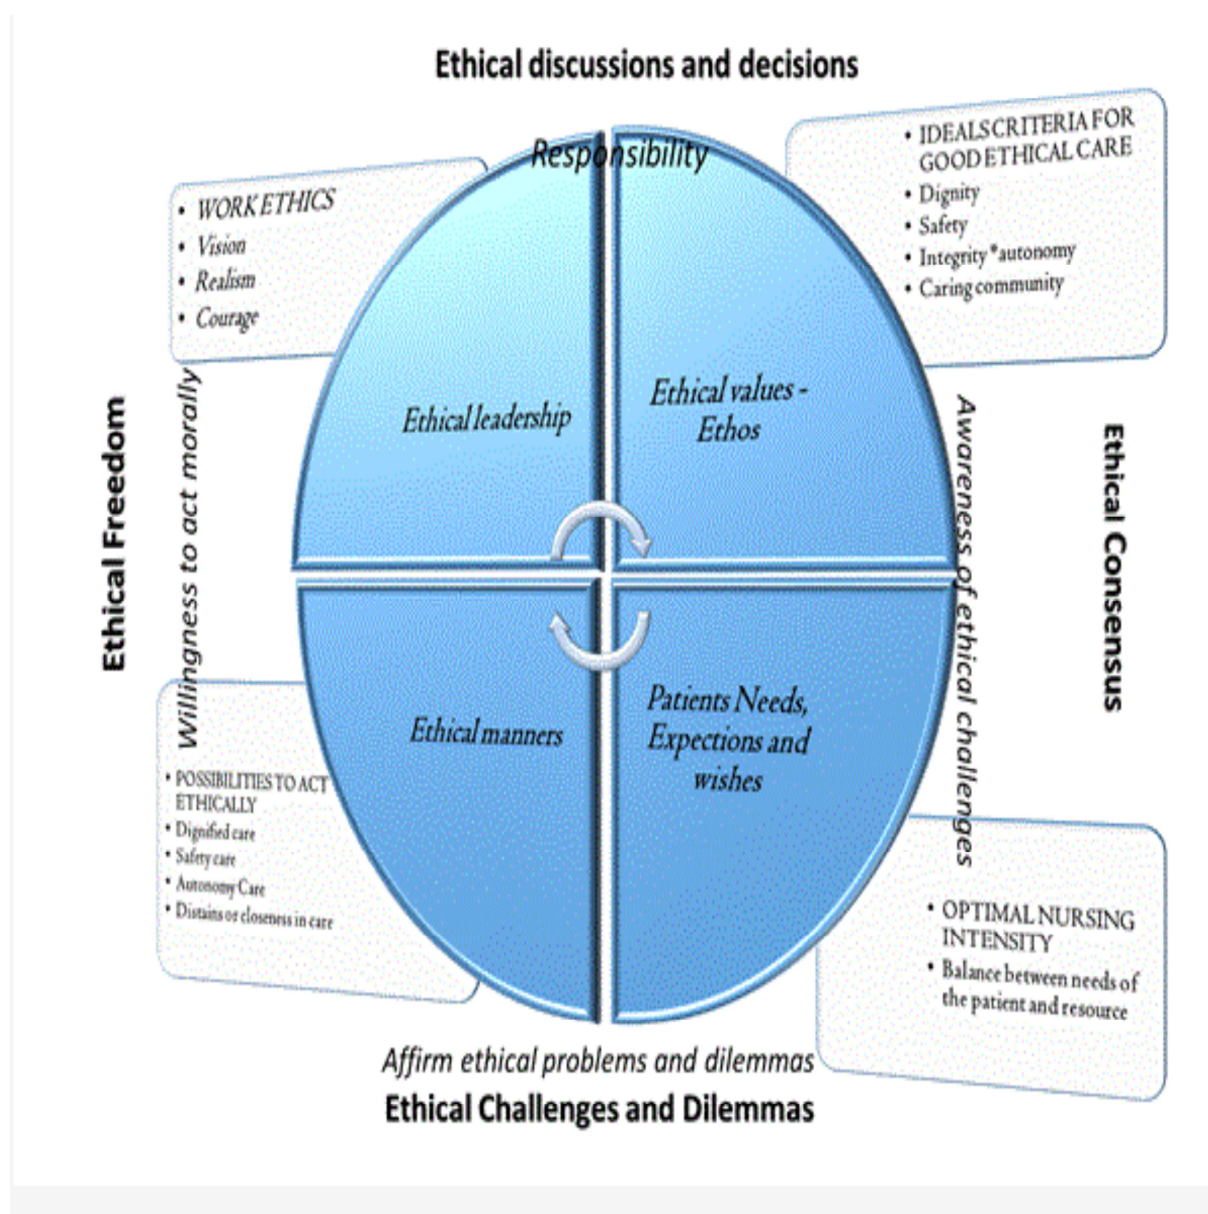 Ethical discussions and decisions
Responsibility
• WORK ETHICS
• Vision
• Realism
• Courage
• IDEALS CRITERIA FOR
GOOD ETHICAL CARE
• Dignity
• Safety
• Integrity *autonomy
• Caring community
Ethical leadership
Ethical values -
Ethos
Ethical Freedom
Willingness to act morally
Awareness of ethical challenges
Ethical Consensus
Ethical manners
Patients Needs,
Expections and
wishes
• POSSIBILITIES TO ACT
ETHICALLY
• Dignified care
• Safety care
• Autonomy Care
• Distains or closeness in care
• OPTIMAL NURSING
INTENSITY
• Balance between needs of
the patient and resource
Affirm ethical problems and dilemmas
Ethical Challenges and Dilemmas